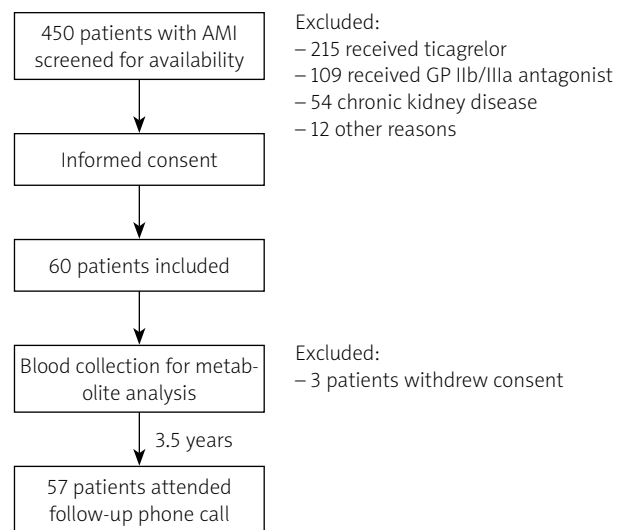 450 patients with AMI
screened for availability
Excluded:
– 215 received ticagrelor
– 109 received GP IIb/IIIa antagonist
– 54 chronic kidney disease
– 12 other reasons
Informed consent
60 patients included
Blood collection for metab-
olite analysis
Excluded:
– 3 patients withdrew consent
3.5 years
57 patients attended
follow-up phone call